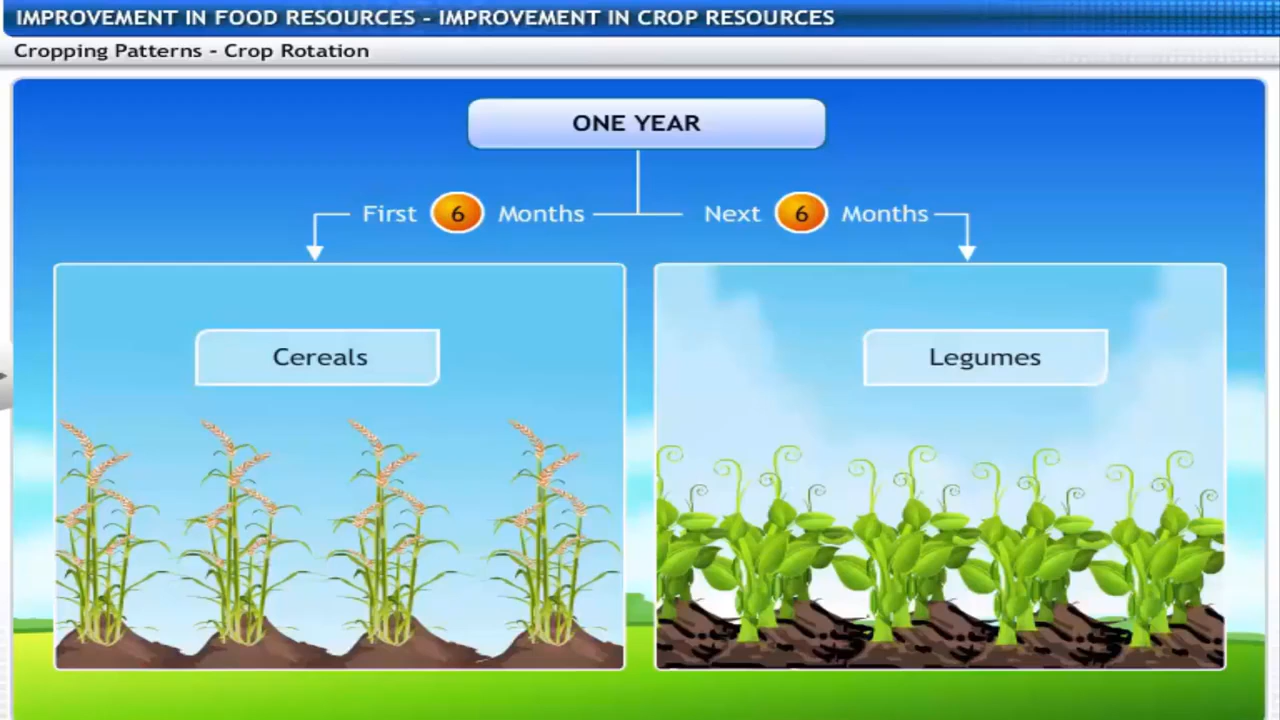 IMPROVEMENT IN FOOD RESOURCES - IMPROVEMENT IN CROP RESOURCES
Cropping Patterns - Crop Rotation
ONE YEAR
First 6 Months
Next 6 Months
Cereals
Legumes